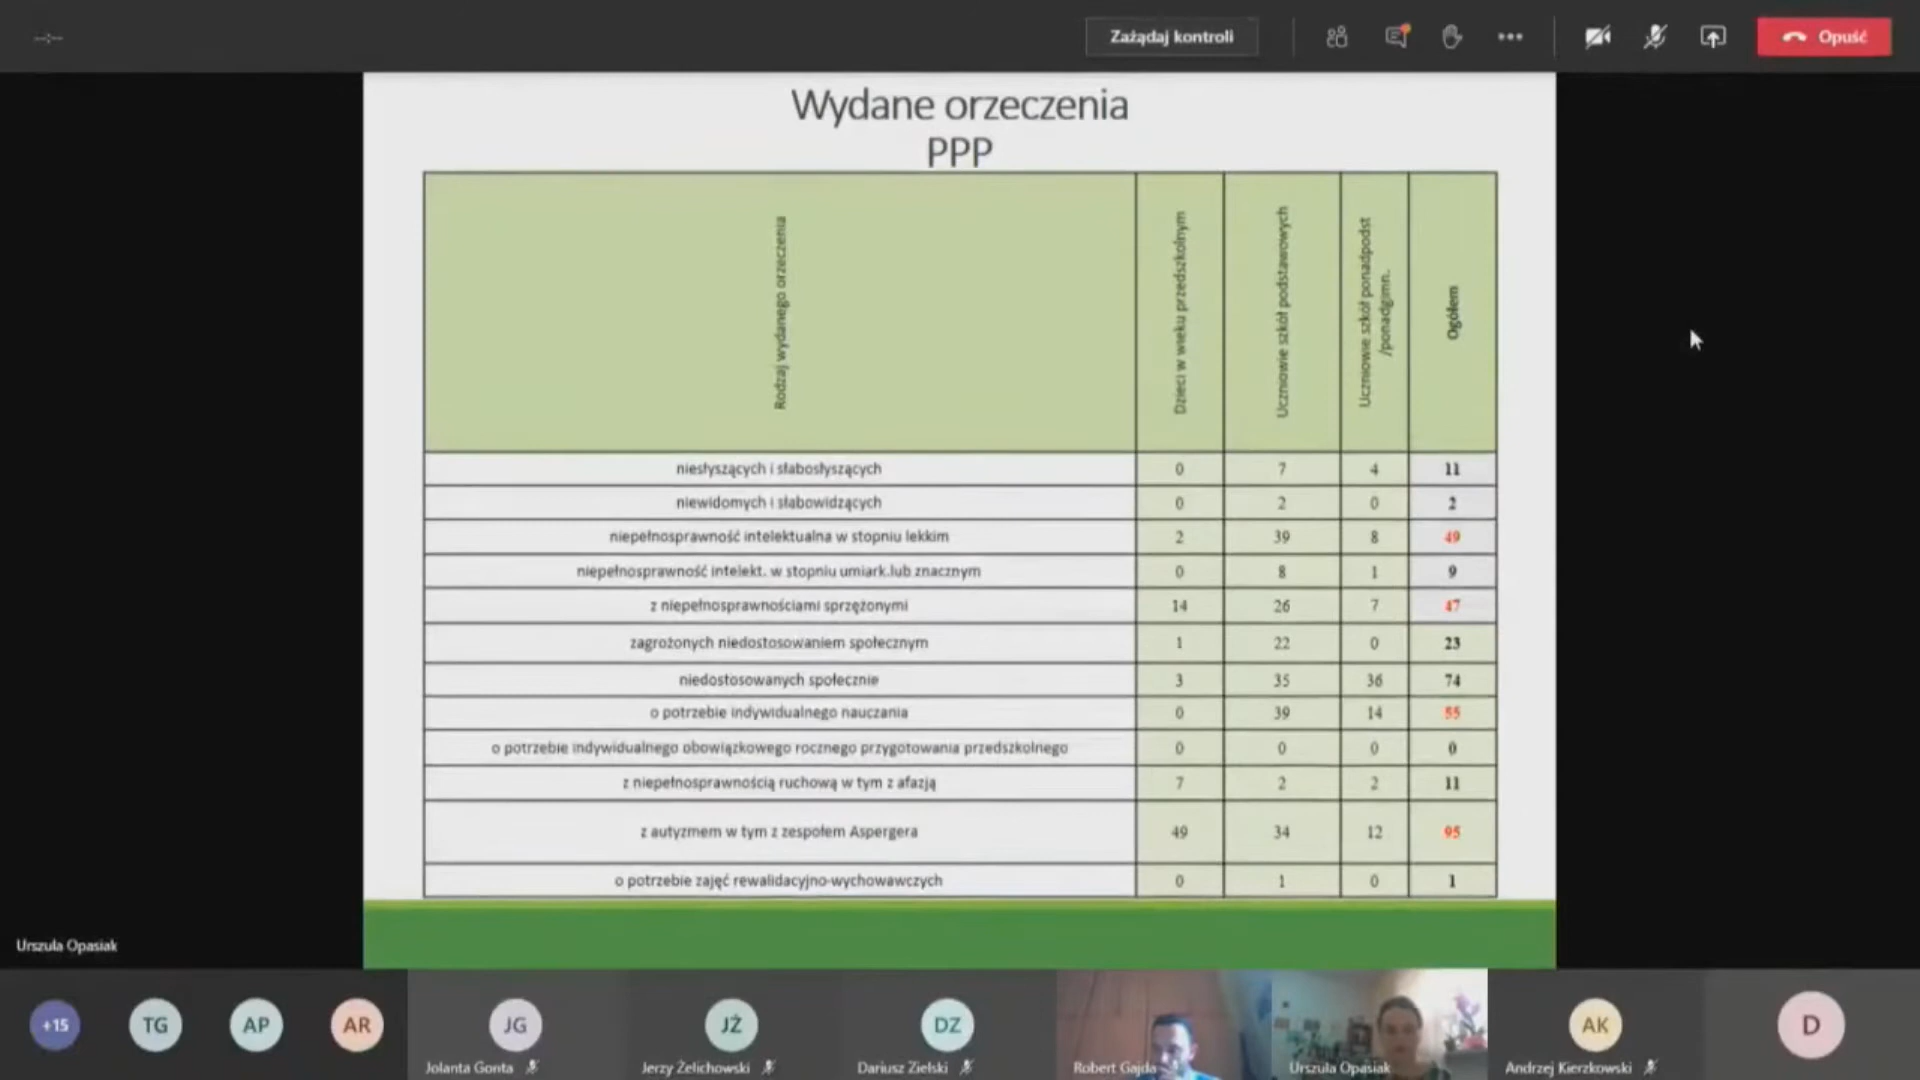 Zażądaj kontroli
Opuść
Wydane orzeczenia
PPP
Rodzaj wydanego orzeczenia
Dzieci w wieku przedszkolnym
Uczniowie szkół podstawowych
Uczniowie szkół ponadpodst
/ponadgimn.
Ogółem
niesłyszących i słabosłyszących 0 7 4 11
niewidomych i słabowidzących 0 2 0 2
niepełnosprawność intelektualna w stopniu lekkim 2 39 8 49
niepełnosprawność intelekt. w stopniu umiark.lub znacznym 0 8 1 9
z niepełnosprawnościami sprzężonymi 14 26 7 47
zagrożonych niedostosowaniem społecznym 1 22 0 23
niedostosowanych społecznie 3 35 36 74
o potrzebie indywidualnego nauczania 0 39 14 55
o potrzebie indywidualnego obowiązkowego rocznego przygotowania przedszkolnego 0 0 0 0
z niepełnosprawnością ruchową w tym z afazją 7 2 2 11
z autyzmem w tym z zespołem Aspergera 49 34 12 95
o potrzebie zajęć rewalidacyjno-wychowawczych 0 1 0 1
Urszula Opasiak
+15
TG
AP
AR
JG
JŻ
DZ
AK
D
Jolanta Gonta
Jerzy Żelichowski
Dariusz Zielski
Robert Gajda
Urszula Opasiak
Andrzej Kierzkowski